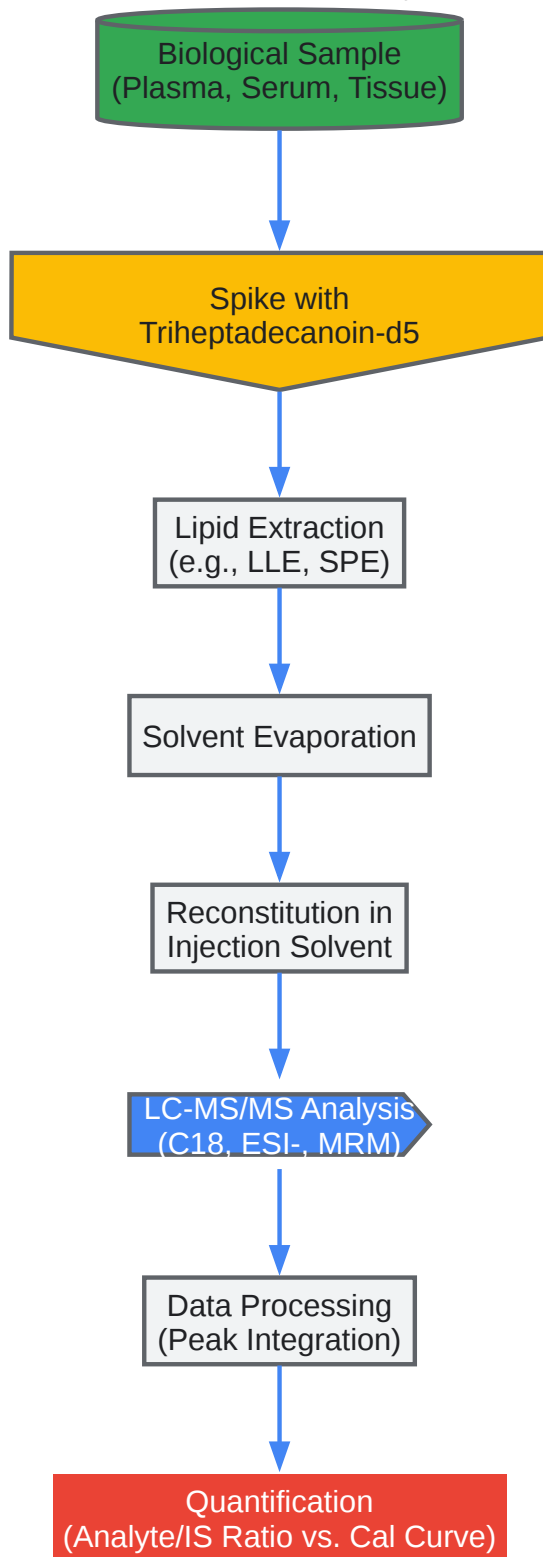 Biological Sample
(Plasma, Serum, Tissue)
Spike with
Triheptadecanoin-d5
Lipid Extraction
(e.g., LLE, SPE)
Solvent Evaporation
Reconstitution in
Injection Solvent
LC-MS/MS Analysis
(C18, ESI-, MRM)
Data Processing
(Peak Integration)
Quantification
(Analyte/IS Ratio vs. Cal Curve)